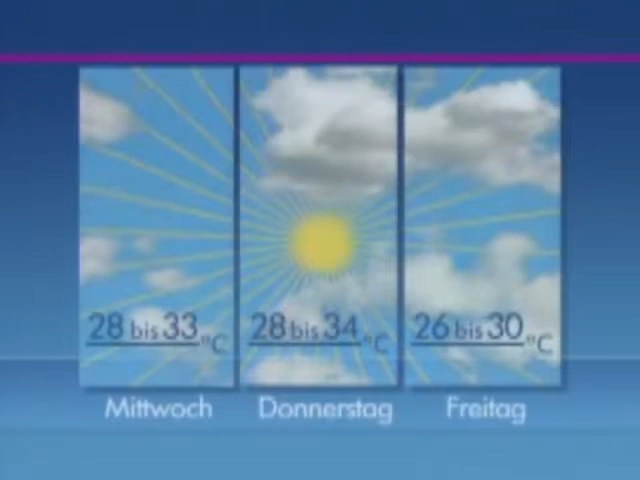 28 bis 33 °C
28 bis 34 °C
26 bis 30 °C
Mittwoch
Donnerstag
Freitag